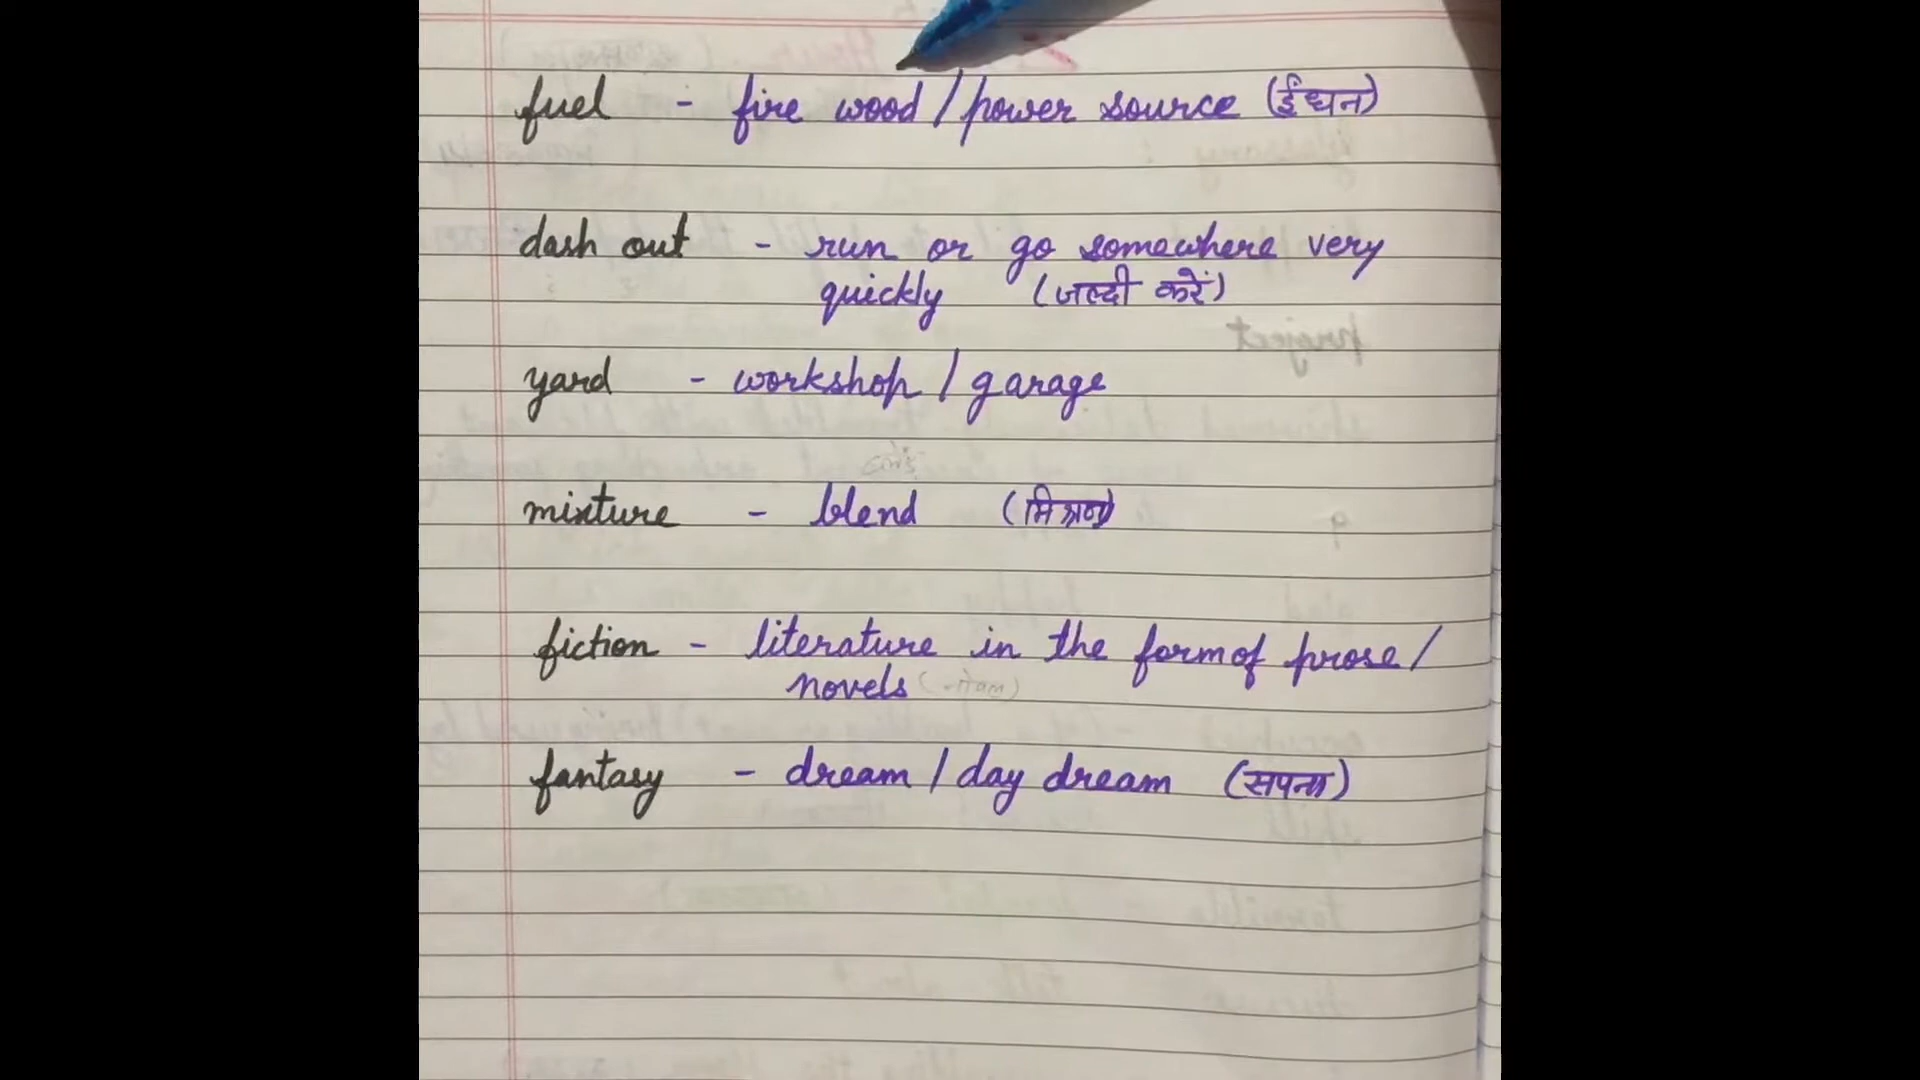 fuel - fire wood / power source (ईंधन)
dash out - run or go somewhere very
quickly (जल्दी करें)
yard - workshop / garage
mixture - blend (मिश्रण)
fiction - literature in the form of prose /
novels
fantasy - dream / day dream (सपना)